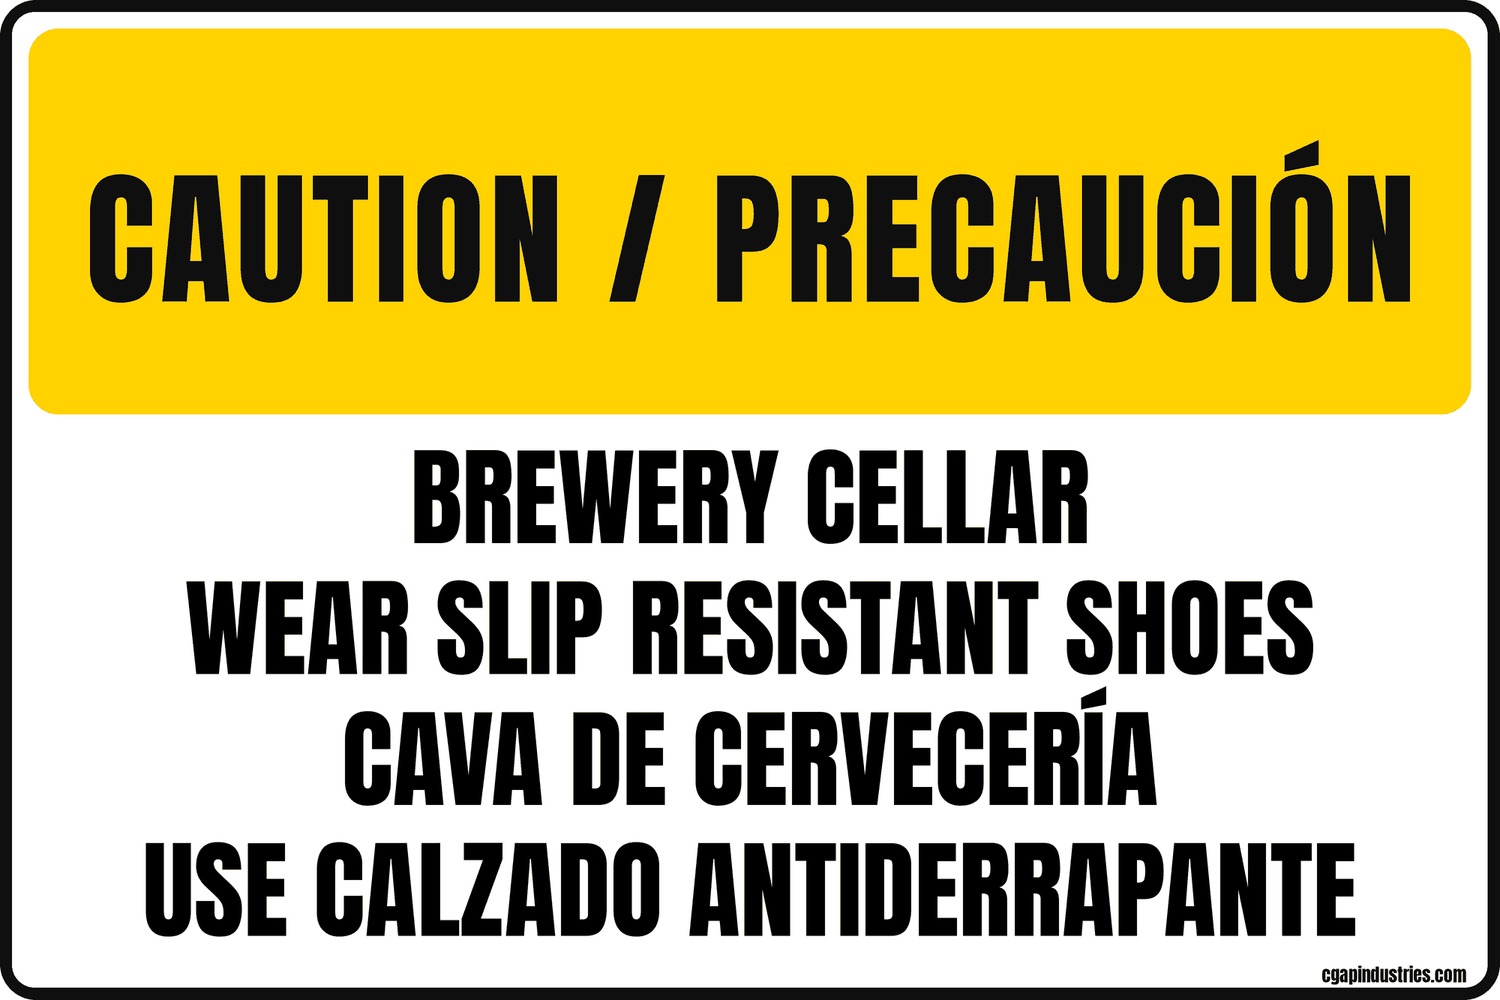 CAUTION / PRECAUCIÓN
BREWERY CELLAR
WEAR SLIP RESISTANT SHOES
CAVA DE CERVECERÍA
USE CALZADO ANTIDERRAPANTE
cgapindustries.com